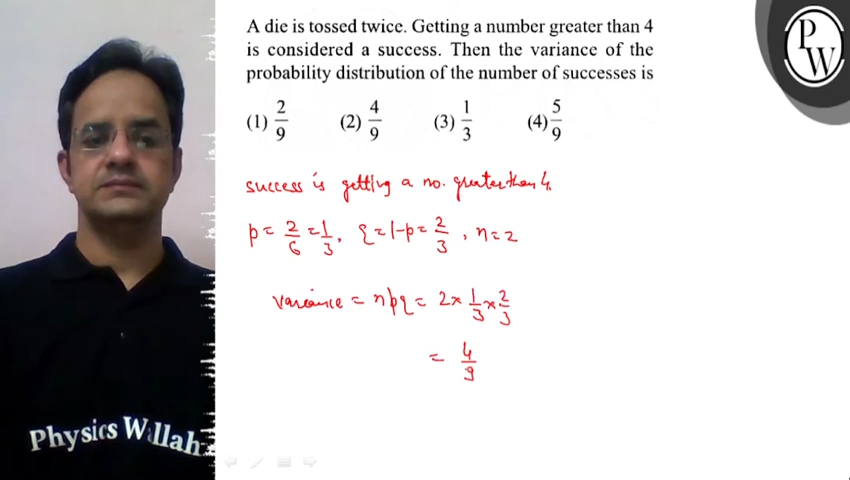 A die is tossed twice. Getting a number greater than 4
is considered a success. Then the variance of the
probability distribution of the number of successes is
(1) 2/9 (2) 4/9 (3) 1/3 (4) 5/9
success is getting a no. greater than 4.
p = 2/6 = 1/3, q = 1-p = 2/3, n = 2
variance = npq = 2 × 1/3 × 2/3
= 4/9
PW
Physics Wallah